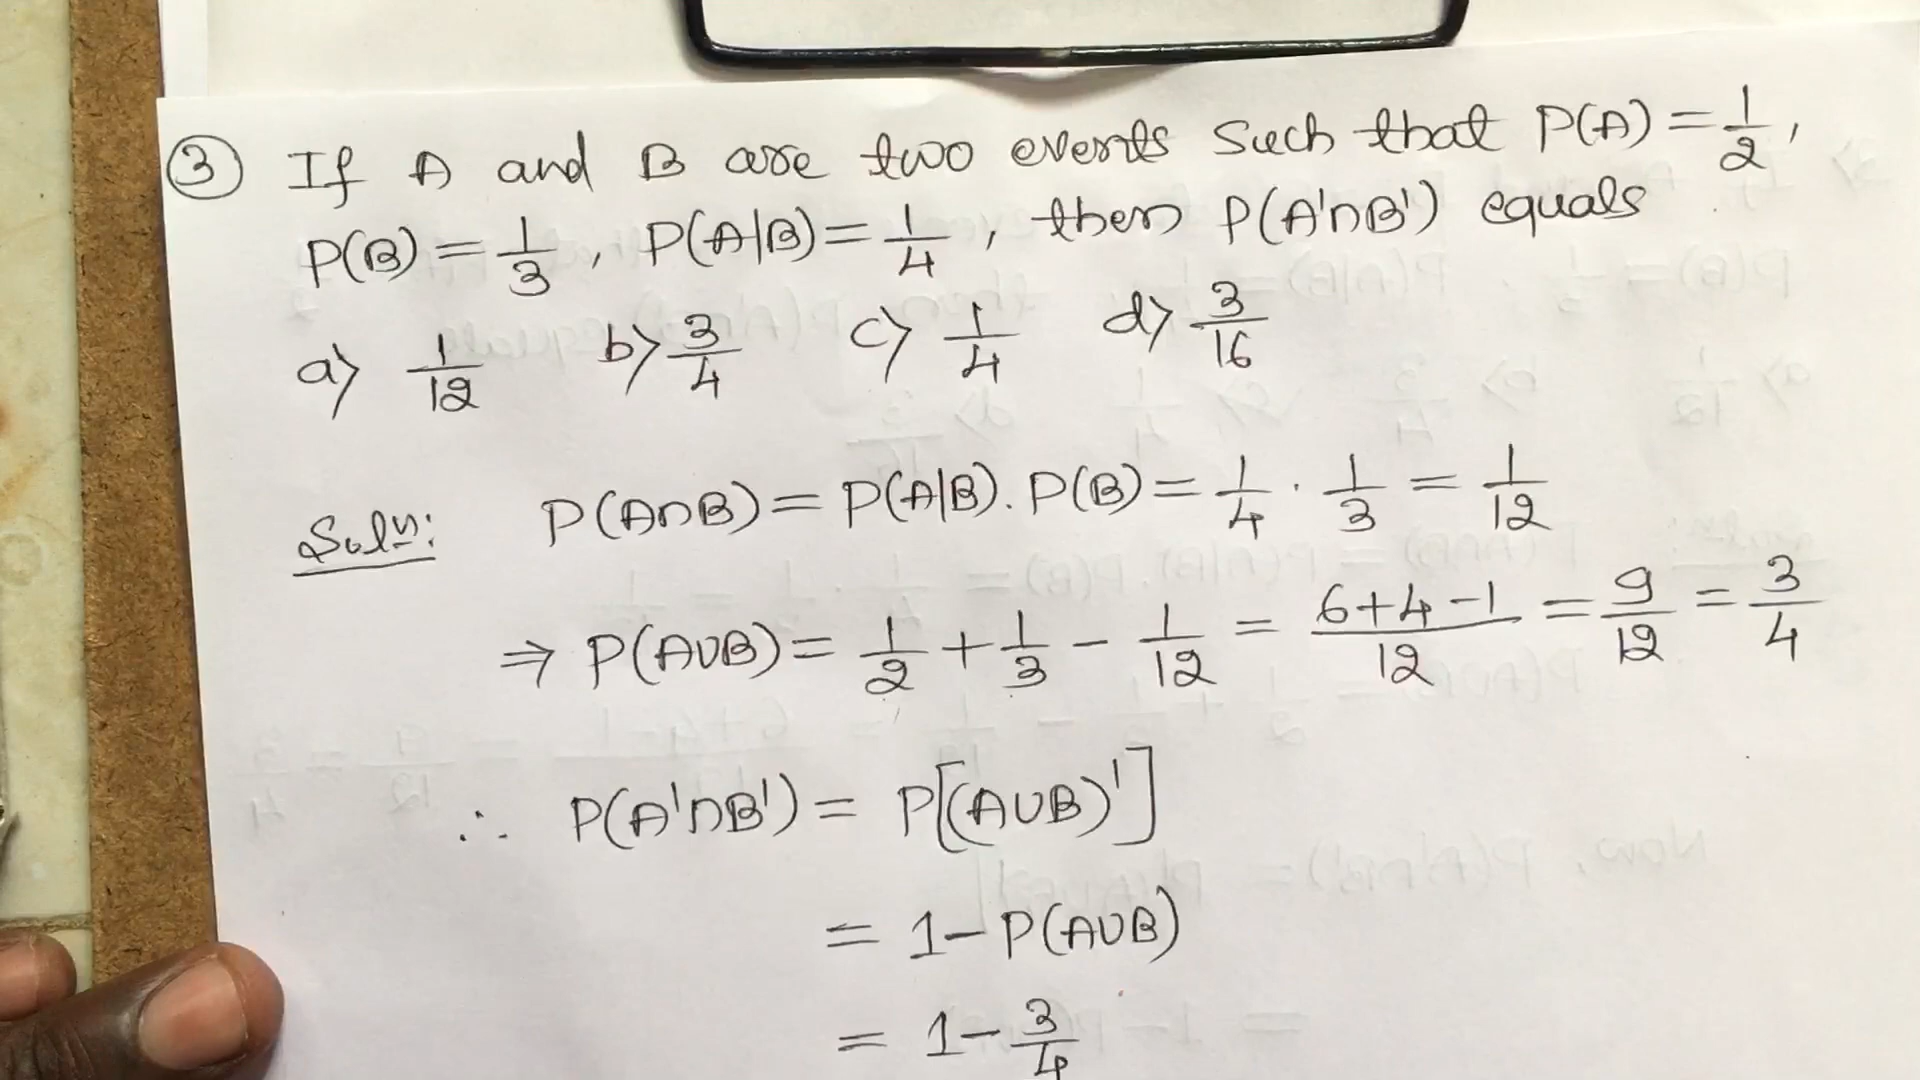 ③ If A and B are two events such that P(A) = 1/2,
P(B) = 1/3, P(A|B) = 1/4, then P(A'∩B') equals
a) 1/12 b) 3/4 c) 1/4 d) 3/16
Soln: P(A∩B) = P(A|B). P(B) = 1/4 · 1/3 = 1/12
⇒ P(A∪B) = 1/2 + 1/3 - 1/12 = (6+4-1)/12 = 9/12 = 3/4
∴ P(A'∩B') = P[(A∪B)']
= 1 - P(A∪B)
= 1 - 3/4